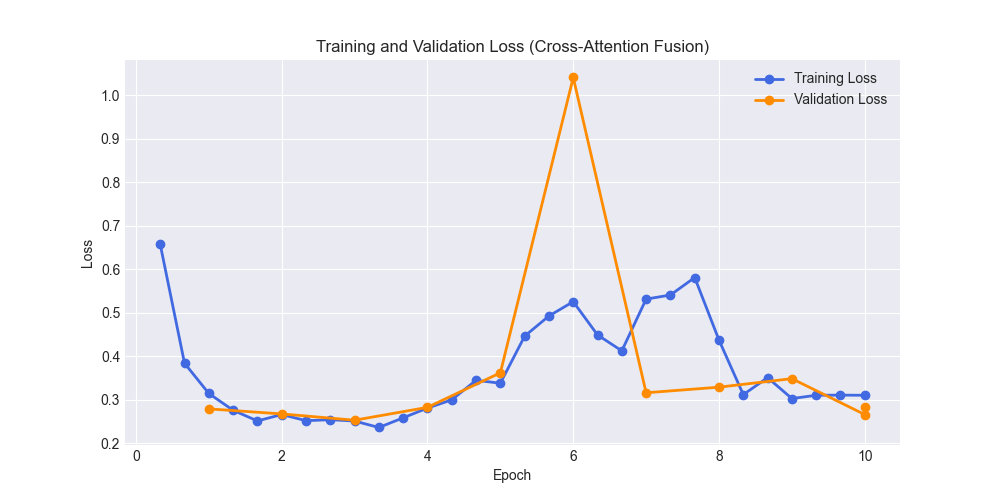 Training and Validation Loss (Cross-Attention Fusion)
Training Loss
Validation Loss
1.0
0.9
0.8
0.7
0.6
0.5
0.4
0.3
0.2
Loss
0 2 4 6 8 10
Epoch